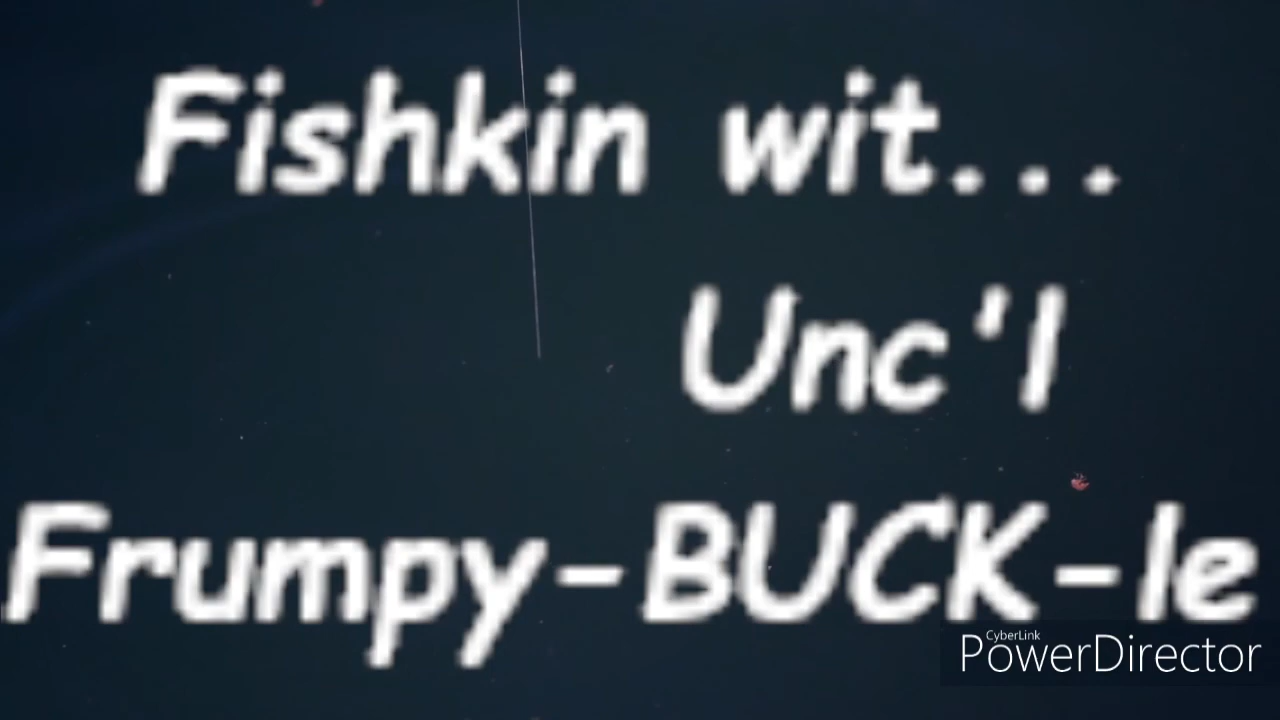 Fishkin wit...
Unc'l
Frumpy-BUCK-le
CyberLink
PowerDirector